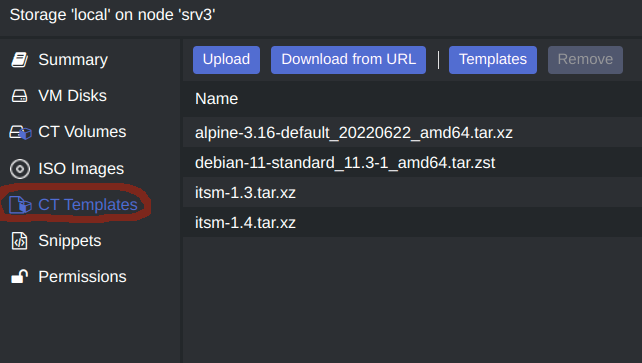 Storage 'local' on node 'srv3'
Summary
VM Disks
CT Volumes
ISO Images
CT Templates
Snippets
Permissions
Upload Download from URL Templates Remove
Name
alpine-3.16-default_20220622_amd64.tar.xz
debian-11-standard_11.3-1_amd64.tar.zst
itsm-1.3.tar.xz
itsm-1.4.tar.xz